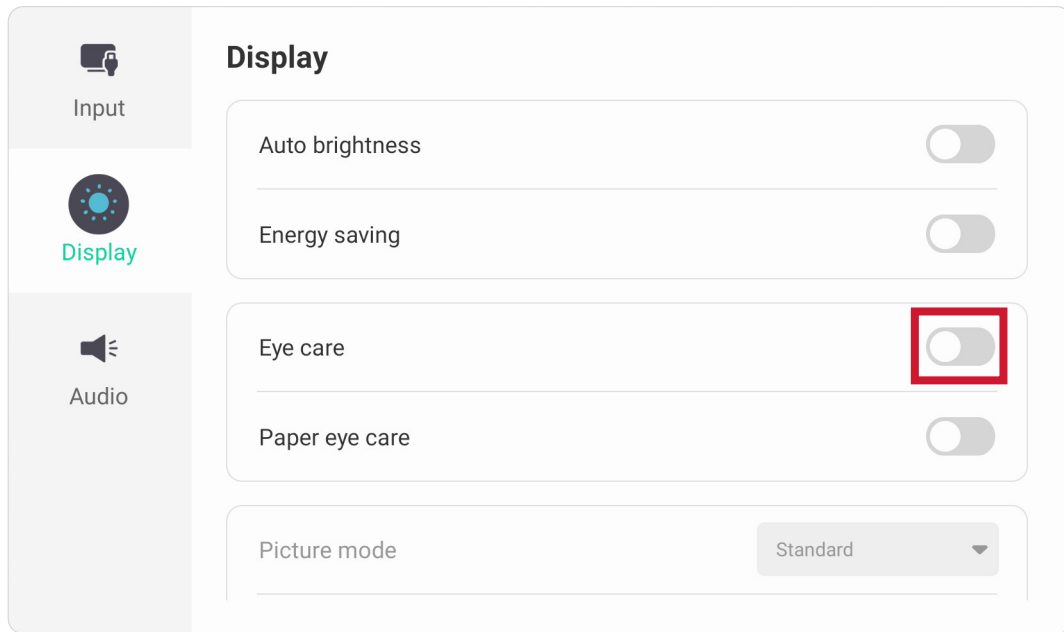 Input
Display
Audio
Display
Auto brightness
Energy saving
Eye care
Paper eye care
Picture mode Standard